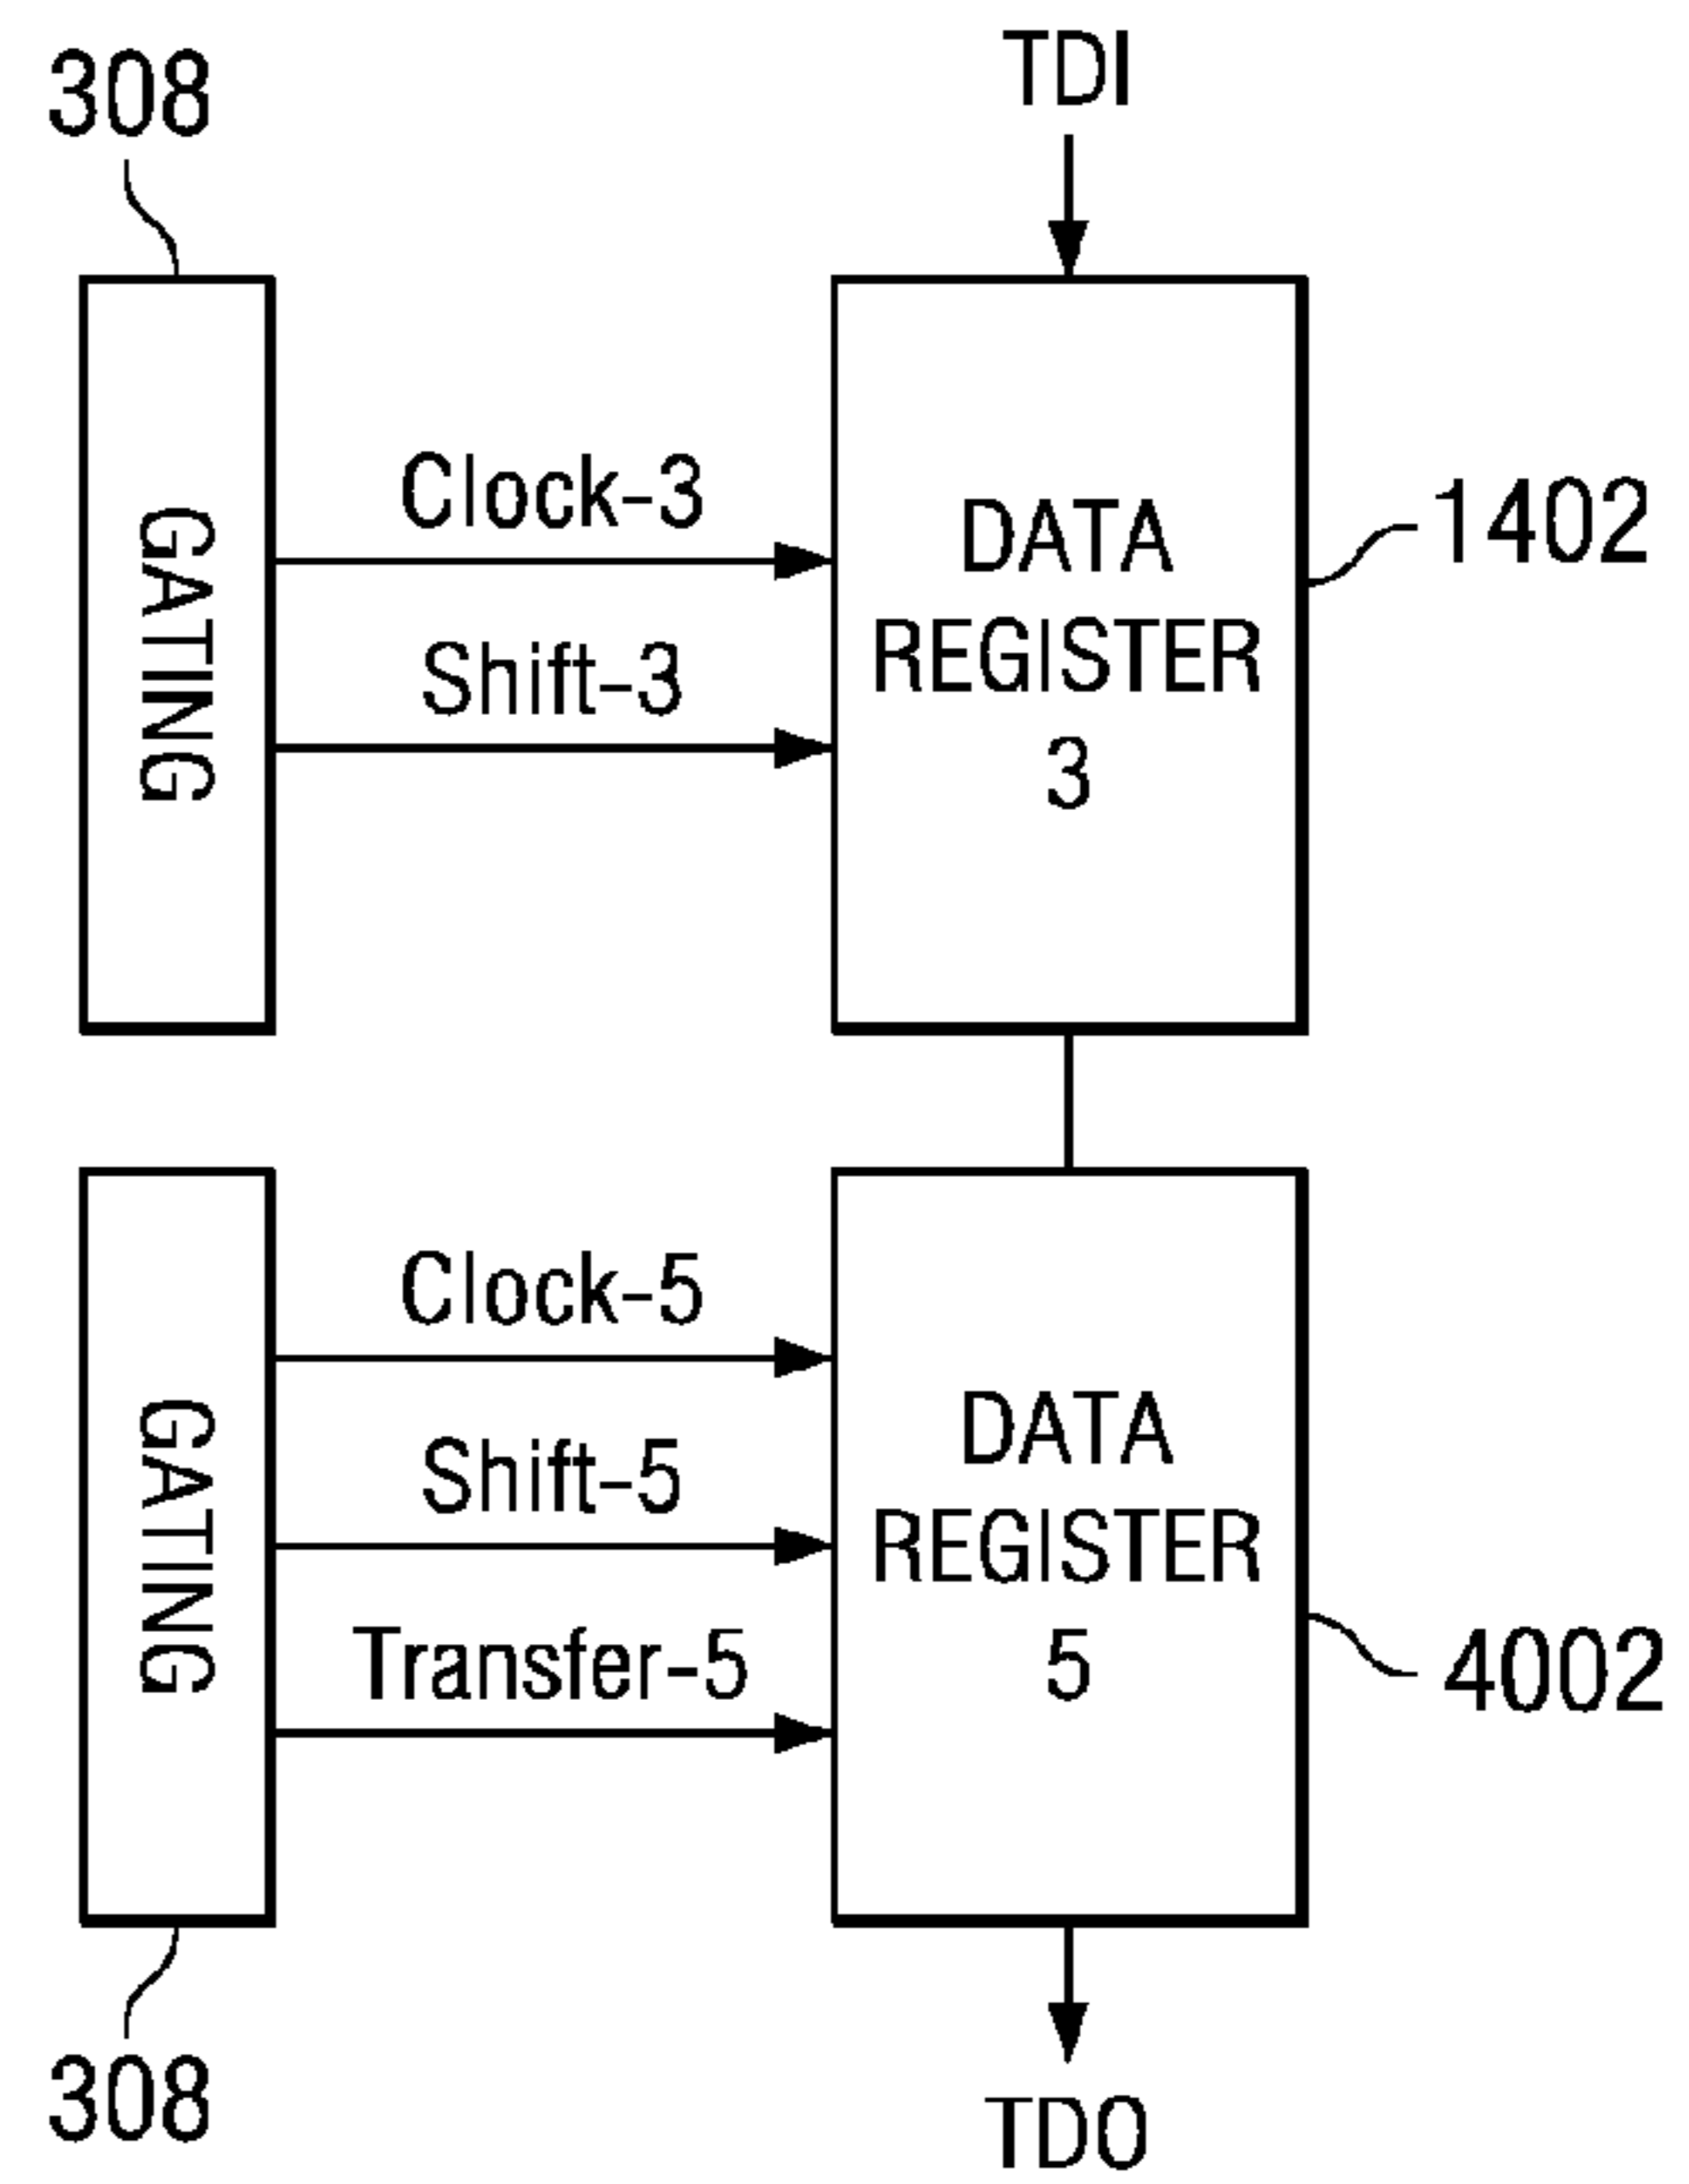 308
TDI
GATING
Clock-3
Shift-3
DATA
REGISTER
3
1402
GATING
Clock-5
Shift-5
Transfer-5
DATA
REGISTER
5
4002
308
TDO